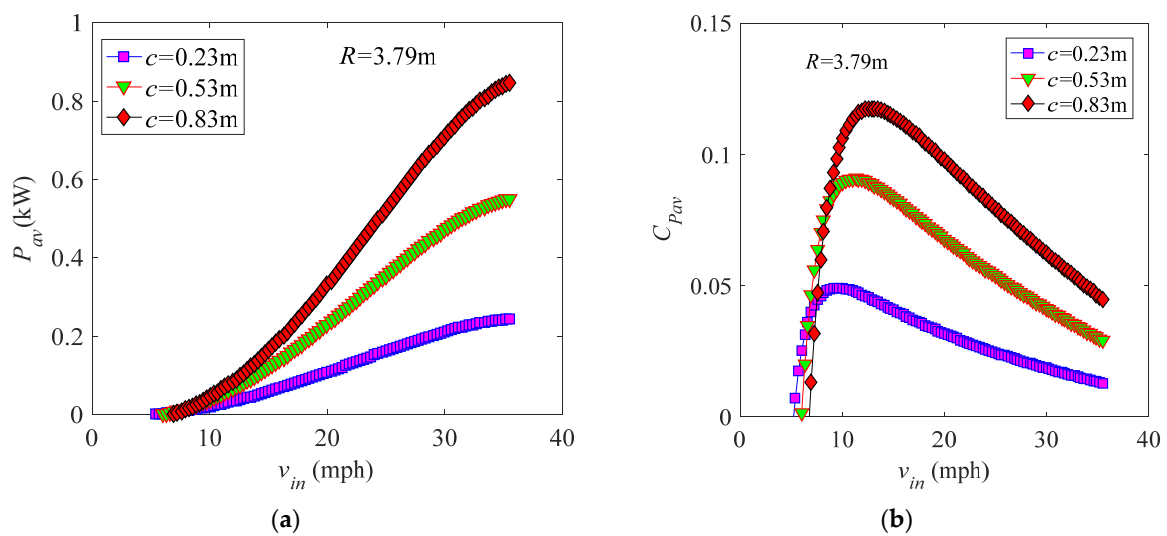 1
0.8
0.6
0.4
0.2
0
P_av (kW)
c=0.23m
c=0.53m
c=0.83m
R=3.79m
0 10 20 30 40
v_in (mph)
(a)
0.15
0.1
0.05
0
C_Pav
R=3.79m
c=0.23m
c=0.53m
c=0.83m
0 10 20 30 40
v_in (mph)
(b)